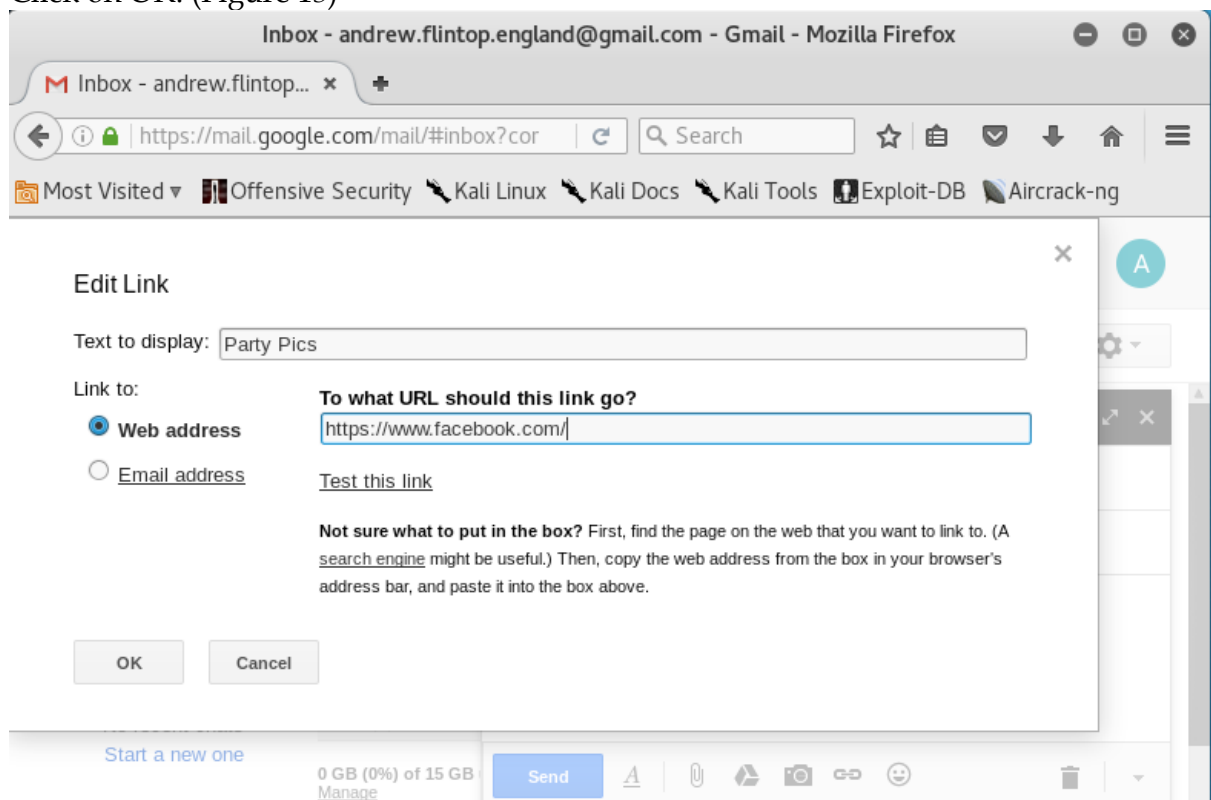 Click on OK. (Figure 13)
Inbox - andrew.flintop.england@gmail.com - Gmail - Mozilla Firefox
Inbox - andrew.flintop...
https://mail.google.com/mail/#inbox?cor
Search
Most Visited Offensive Security Kali Linux Kali Docs Kali Tools Exploit-DB Aircrack-ng
A
Edit Link
Text to display: Party Pics
Link to:
To what URL should this link go?
Web address
https://www.facebook.com/
Email address
Test this link
Not sure what to put in the box? First, find the page on the web that you want to link to. (A
search engine might be useful.) Then, copy the web address from the box in your browser's
address bar, and paste it into the box above.
OK Cancel
Start a new one
0 GB (0%) of 15 GB
Manage
Send A